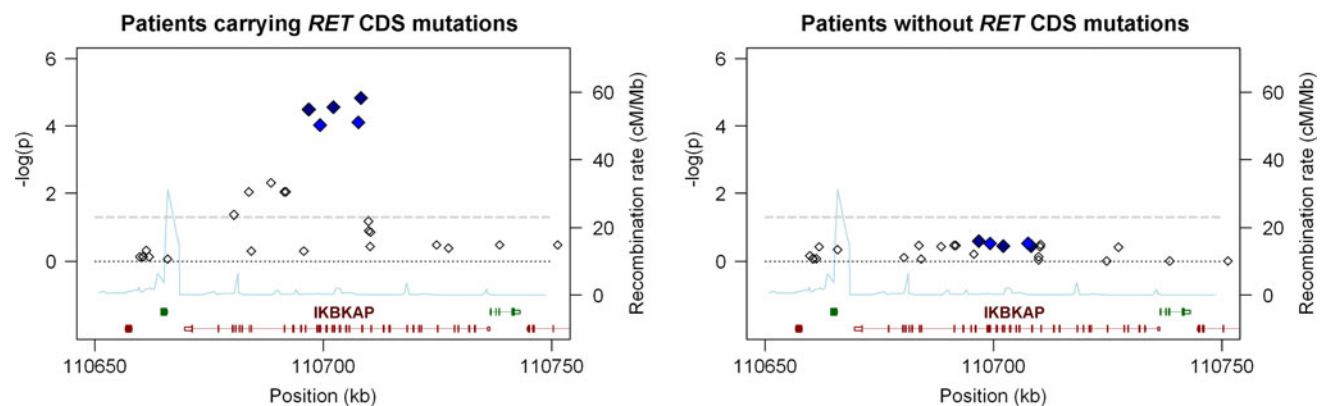 Patients carrying RET CDS mutations
6
4
2
0
-log(p)
60
40
20
0
Recombination rate (cM/Mb)
IKBKAP
110650
110700
110750
Position (kb)
Patients without RET CDS mutations
6
4
2
0
-log(p)
60
40
20
0
Recombination rate (cM/Mb)
IKBKAP
110650
110700
110750
Position (kb)